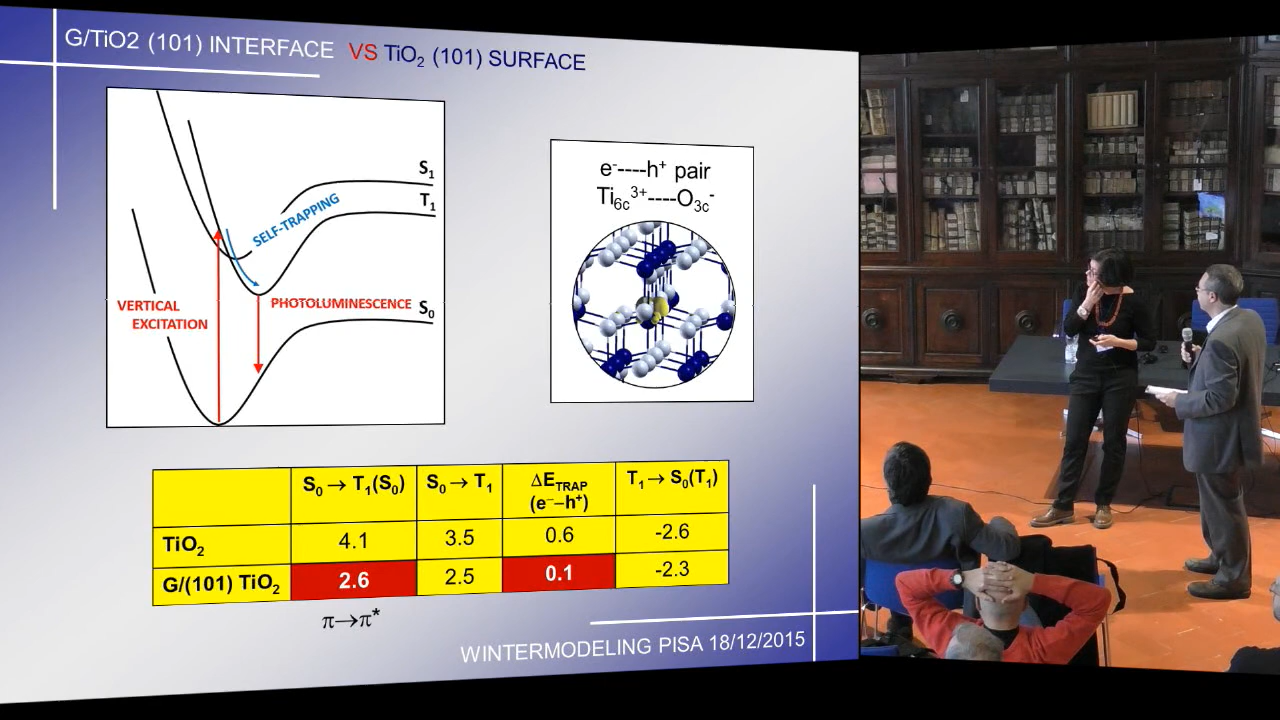 G/TiO2 (101) INTERFACE VS TiO₂ (101) SURFACE
S₁
T₁
SELF-TRAPPING
VERTICAL
EXCITATION
PHOTOLUMINESCENCE
S₀
e⁻----h⁺ pair
Ti₆c³⁺----O₃c⁻
S₀ → T₁(S₀) S₀ → T₁ ΔE_TRAP (e⁻–h⁺) T₁ → S₀(T₁)
TiO₂ 4.1 3.5 0.6 -2.6
G/(101) TiO₂ 2.6 2.5 0.1 -2.3
π→π*
WINTERMODELING PISA 18/12/2015